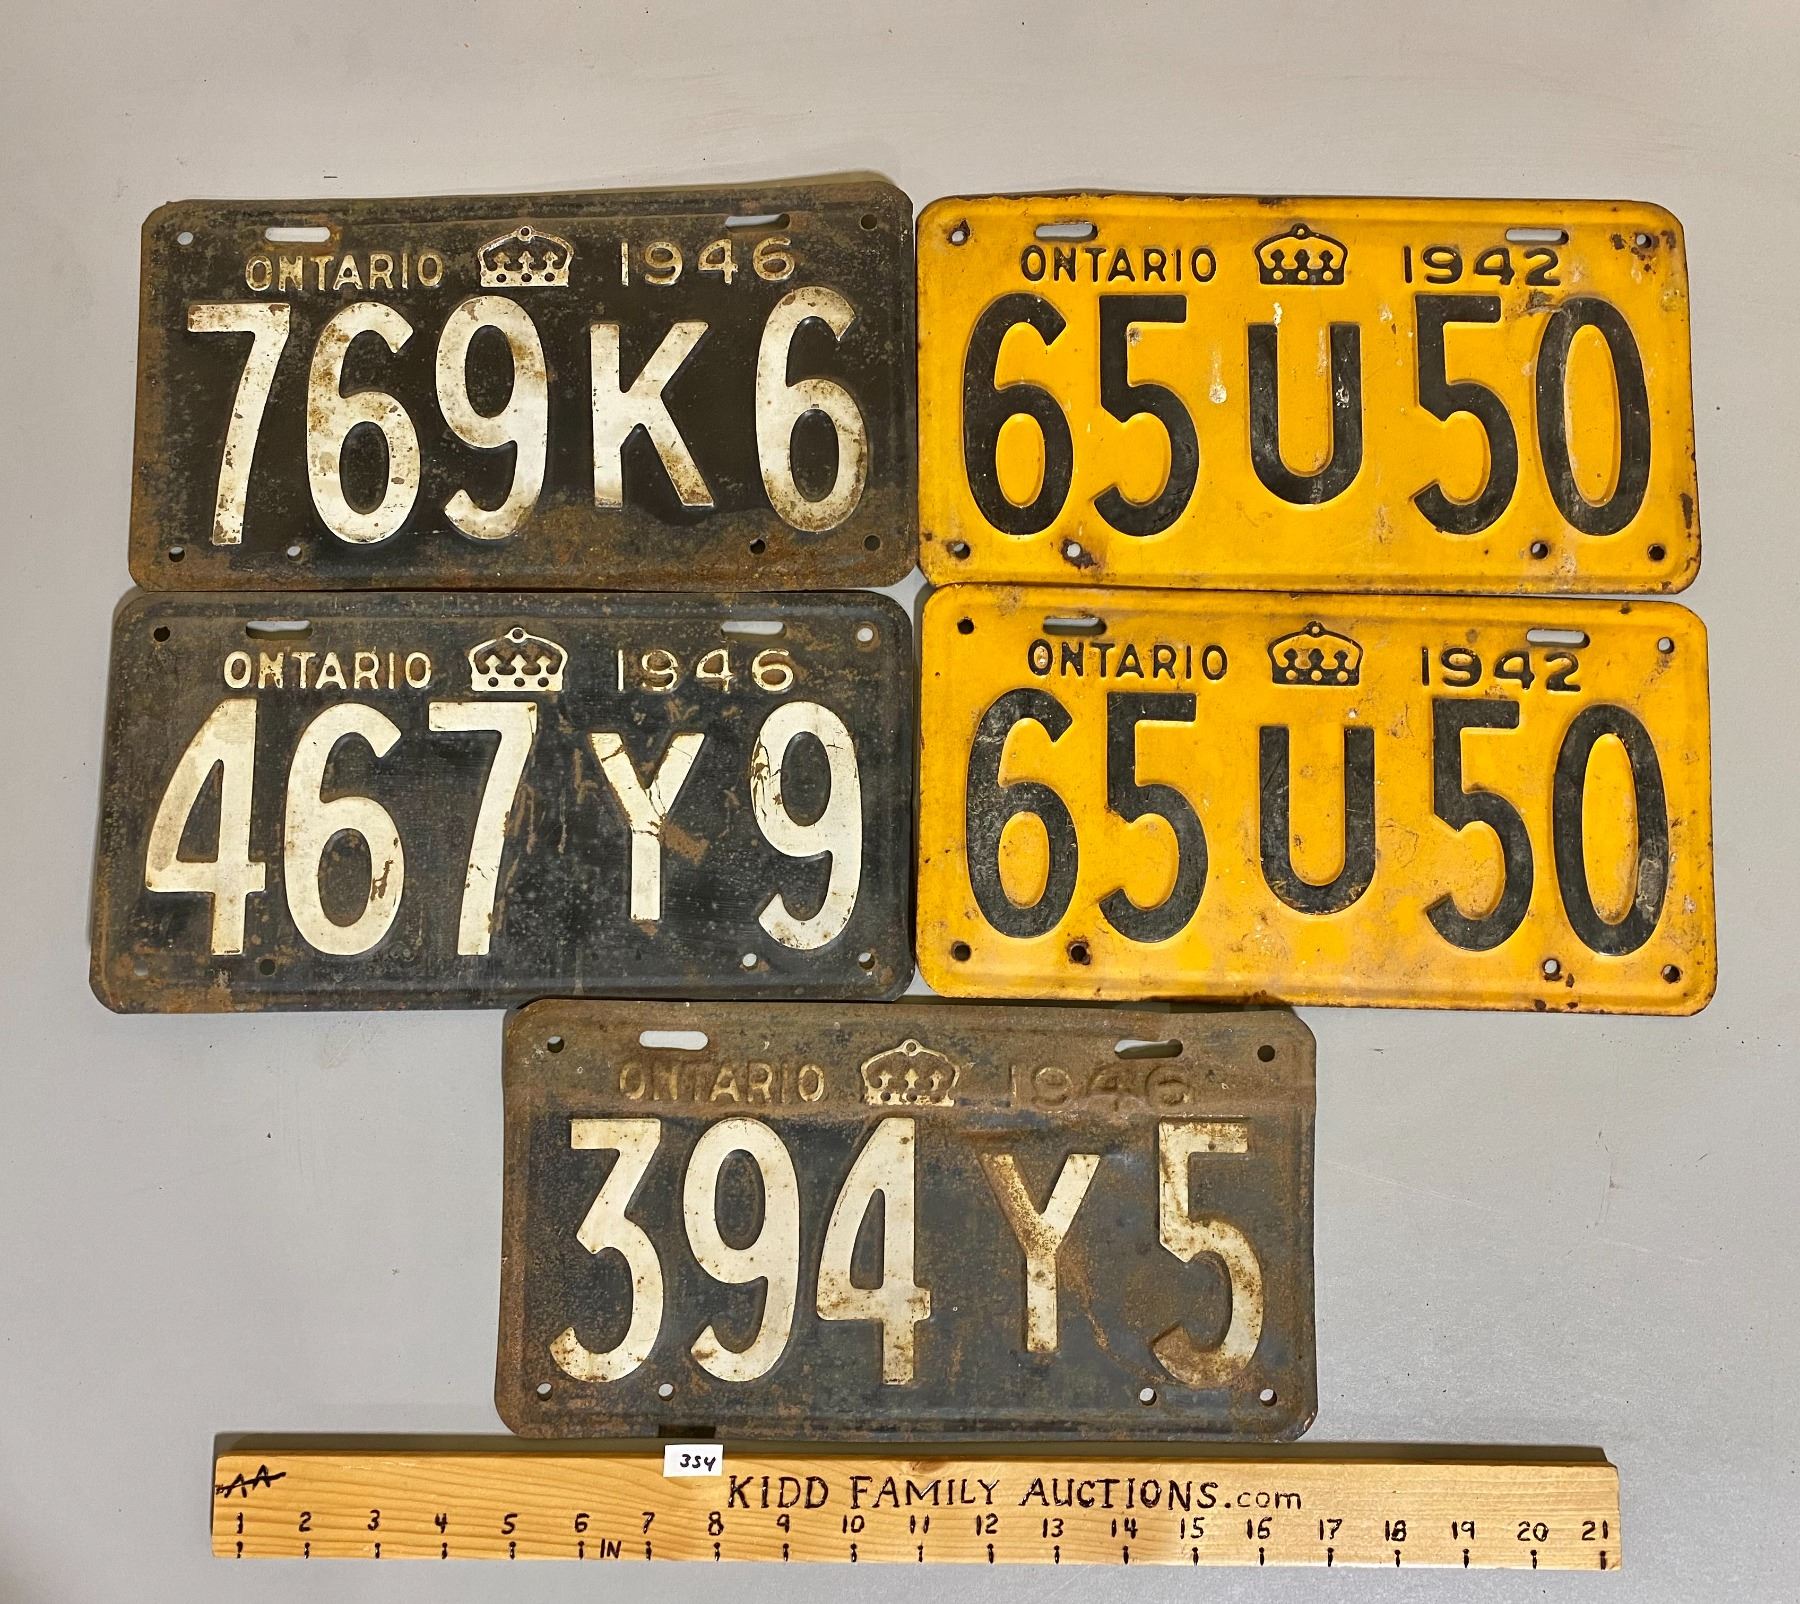 ONTARIO 1946
769K6
ONTARIO 1942
65U50
ONTARIO 1946
467Y9
ONTARIO 1942
65U50
ONTARIO 1946
394Y5
354
AA
KIDD FAMILY AUCTIONS.com
1 2 3 4 5 6 7 8 9 10 11 12 13 14 15 16 17 18 19 20 21
IN